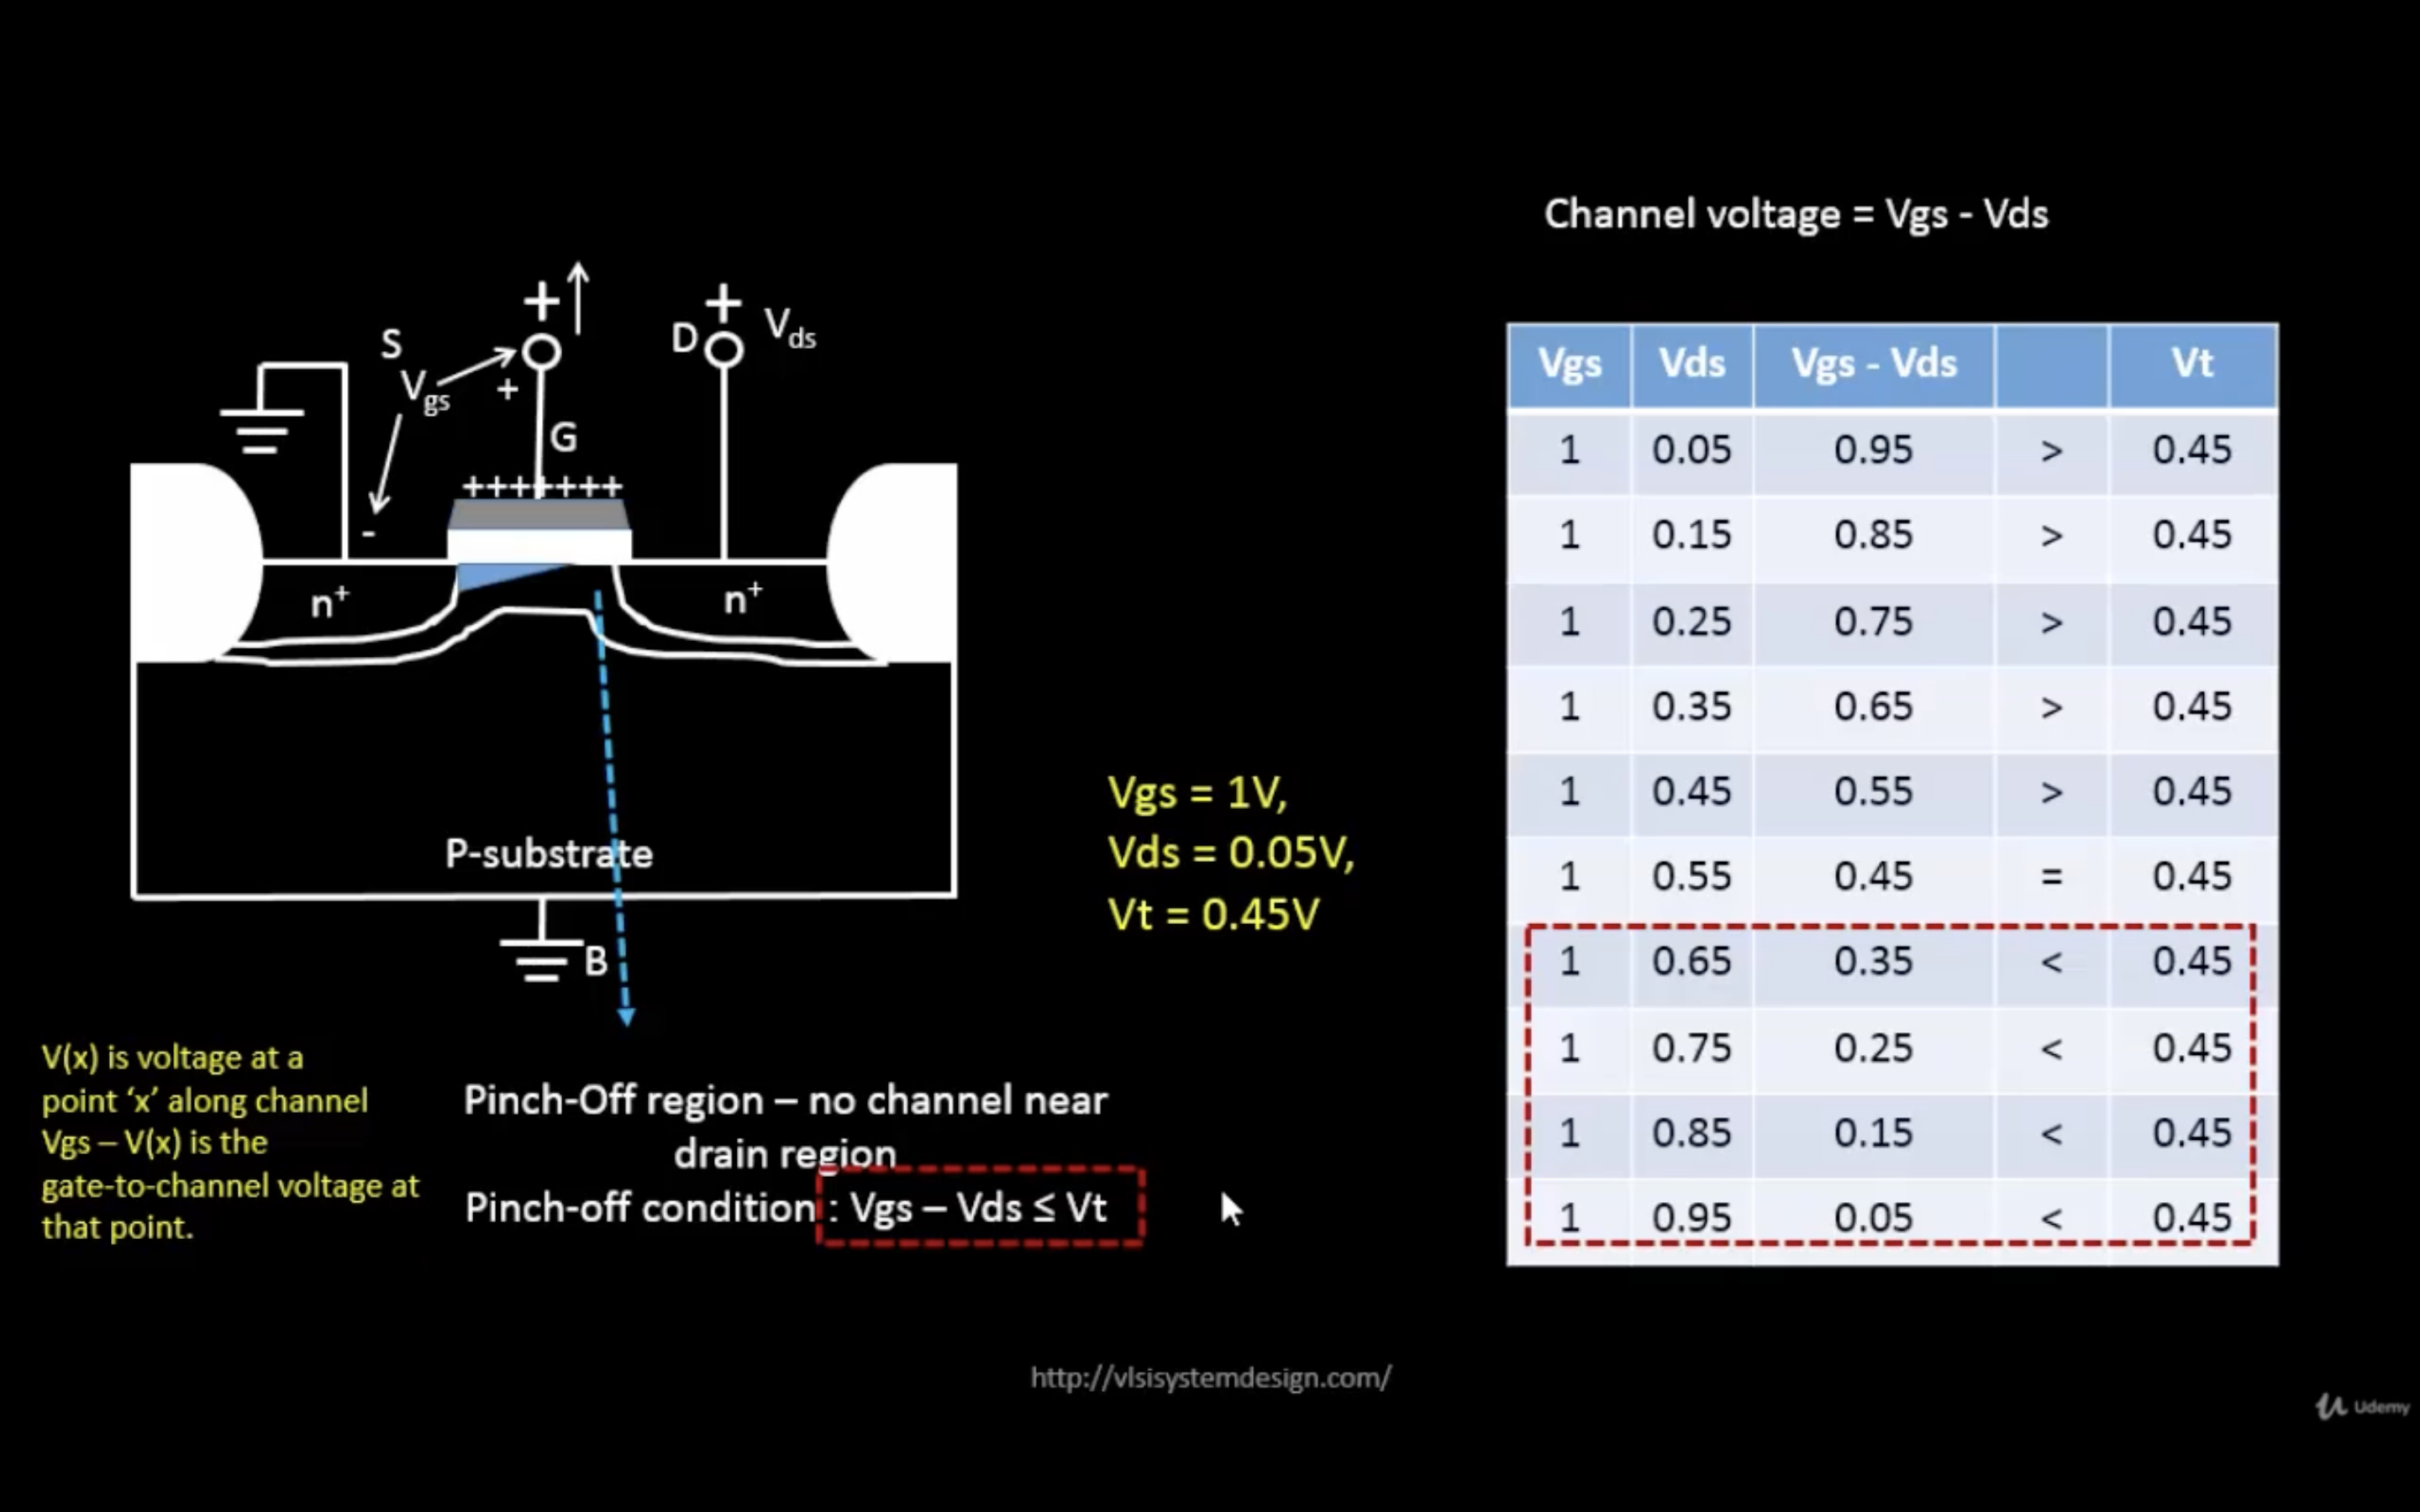 Channel voltage = Vgs - Vds
+
+
S
D
Vds
Vgs
+
G
+++++++
-
n+
n+
P-substrate
B
Vgs = 1V,
Vds = 0.05V,
Vt = 0.45V
V(x) is voltage at a
point ‘x’ along channel
Vgs – V(x) is the
gate-to-channel voltage at
that point.
Pinch-Off region – no channel near
drain region
Pinch-off condition : Vgs – Vds ≤ Vt
Vgs Vds Vgs - Vds Vt
1 0.05 0.95 > 0.45
1 0.15 0.85 > 0.45
1 0.25 0.75 > 0.45
1 0.35 0.65 > 0.45
1 0.45 0.55 > 0.45
1 0.55 0.45 = 0.45
1 0.65 0.35 < 0.45
1 0.75 0.25 < 0.45
1 0.85 0.15 < 0.45
1 0.95 0.05 < 0.45
http://vlsisystemdesign.com/
Udemy